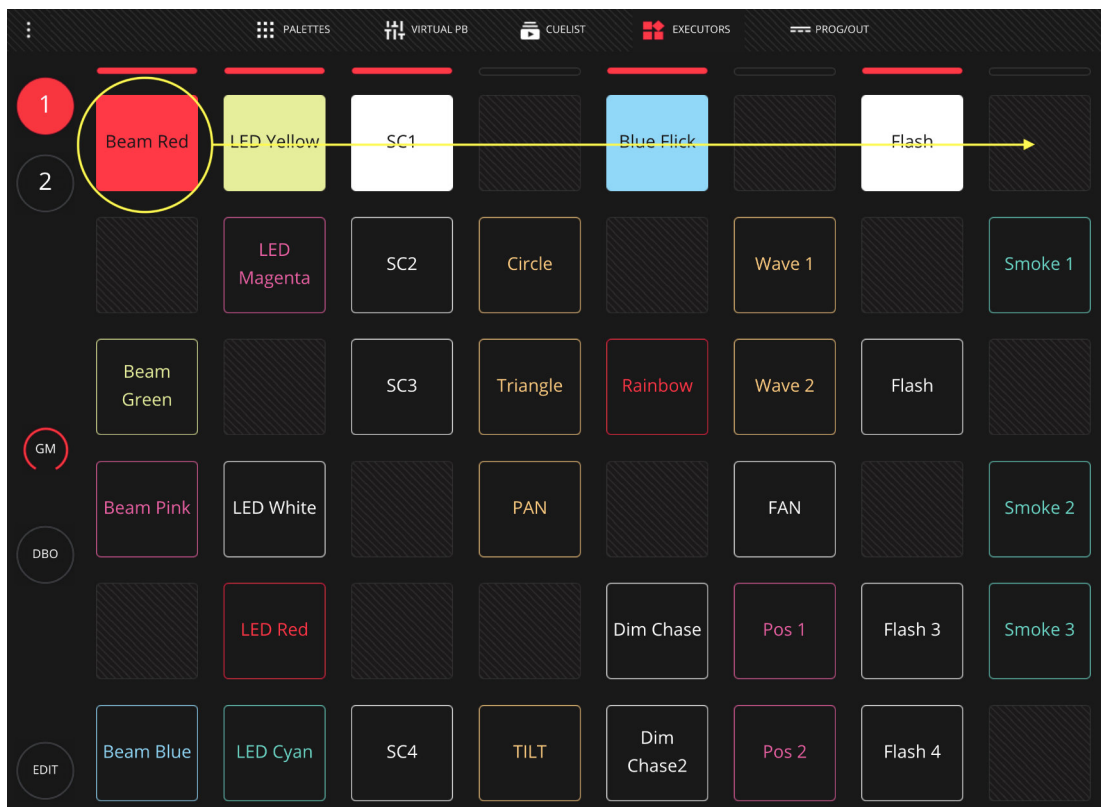 PALETTES
VIRTUAL PB
CUELIST
EXECUTORS
PROG/OUT
1
Beam Red
LED Yellow
SC1
Blue Flick
Flash
2
LED
Magenta
SC2
Circle
Wave 1
Smoke 1
Beam
Green
SC3
Triangle
Rainbow
Wave 2
Flash
GM
Beam Pink
LED White
PAN
FAN
Smoke 2
DBO
LED Red
Dim Chase
Pos 1
Flash 3
Smoke 3
Beam Blue
LED Cyan
SC4
TILT
Dim
Chase2
Pos 2
Flash 4
EDIT